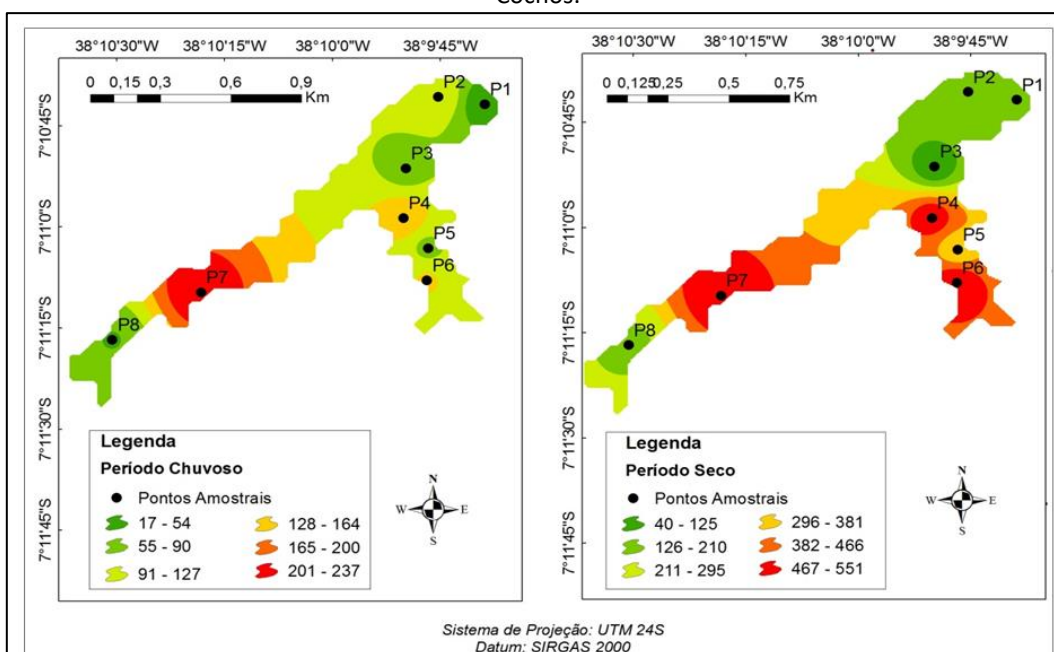 Cochos.
38°10'30"W 38°10'15"W 38°10'0"W 38°9'45"W
0 0,15 0,3 0,6 0,9
Km
7°10'45"S
7°11'0"S
7°11'15"S
7°11'30"S
7°11'45"S
P2
P1
P3
P4
P5
P6
P7
P8
Legenda
Período Chuvoso
Pontos Amostrais
17 - 54 128 - 164
55 - 90 165 - 200
91 - 127 201 - 237
N
W E
S
38°10'30"W 38°10'15"W 38°10'0"W 38°9'45"W
0 0,125 0,25 0,5 0,75
Km
7°10'45"S
7°11'0"S
7°11'15"S
7°11'30"S
7°11'45"S
P2
P1
P3
P4
P5
P6
P7
P8
Legenda
Período Seco
Pontos Amostrais
40 - 125 296 - 381
126 - 210 382 - 466
211 - 295 467 - 551
N
W E
S
Sistema de Projeção: UTM 24S
Datum: SIRGAS 2000